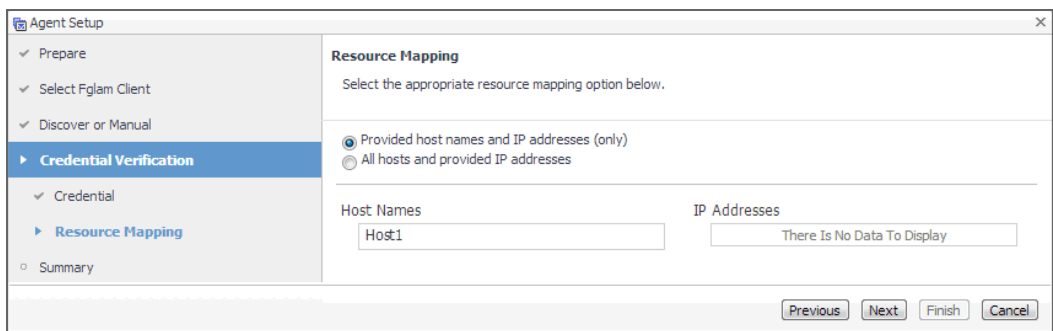 Agent Setup
Prepare
Select Fglam Client
Discover or Manual
Credential Verification
Credential
Resource Mapping
Summary
Resource Mapping
Select the appropriate resource mapping option below.
Provided host names and IP addresses (only)
All hosts and provided IP addresses
Host Names
IP Addresses
Host1
There Is No Data To Display
Previous
Next
Finish
Cancel